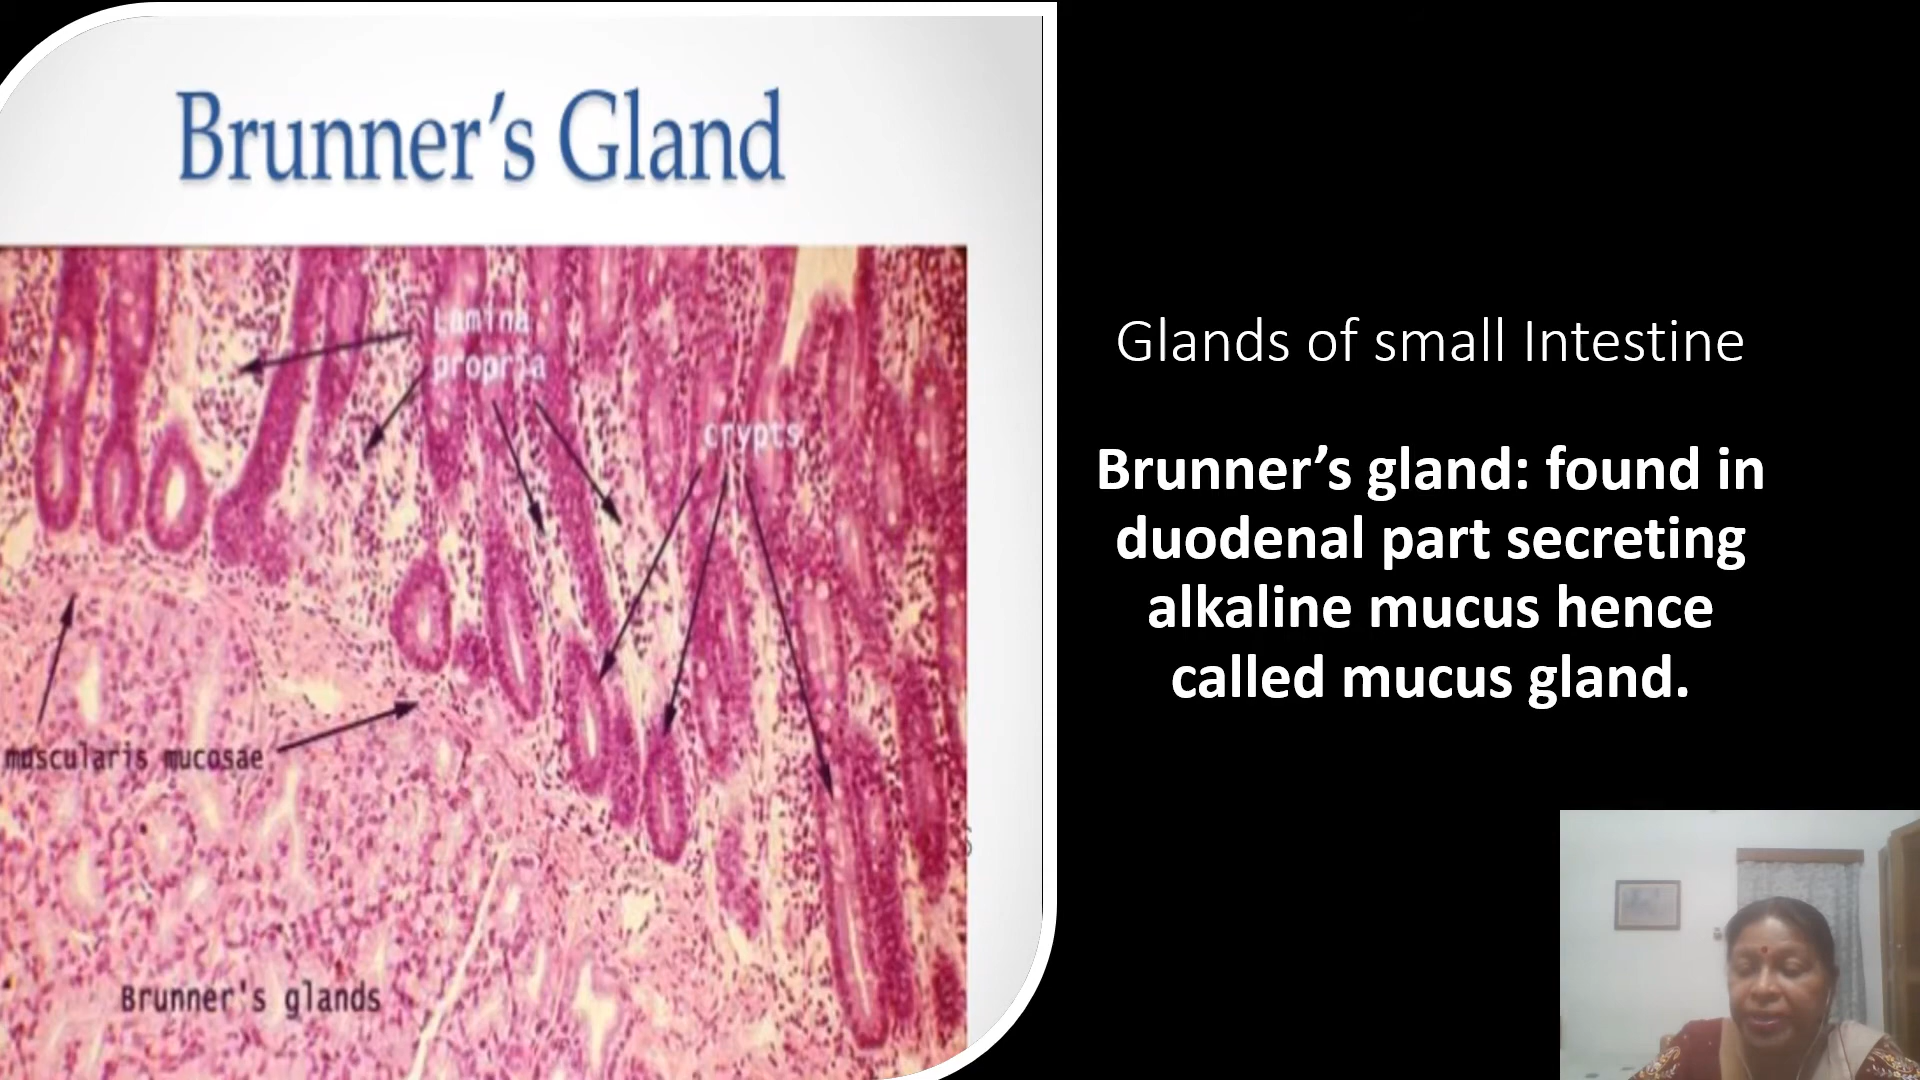 Brunner’s Gland
Lamina
propria
crypts
muscularis mucosae
Brunner's glands
Glands of small Intestine
Brunner’s gland: found in
duodenal part secreting
alkaline mucus hence
called mucus gland.